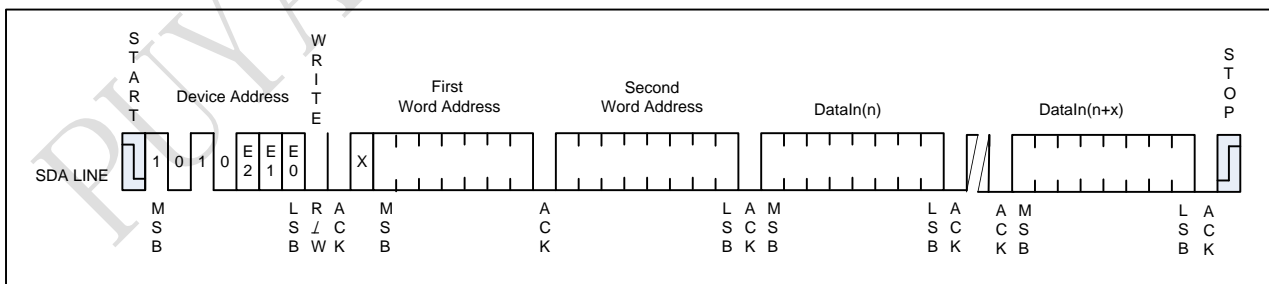 PUYA
START
WRITE
STOP
Device Address
First
Word Address
Second
Word Address
DataIn(n)
DataIn(n+x)
SDA LINE
1 0 1 0 E2 E1 E0
X
MSB
LSB
R/W
ACK
MSB
ACK
LSB
ACK
MSB
LSB
ACK
ACK
MSB
LSB
ACK